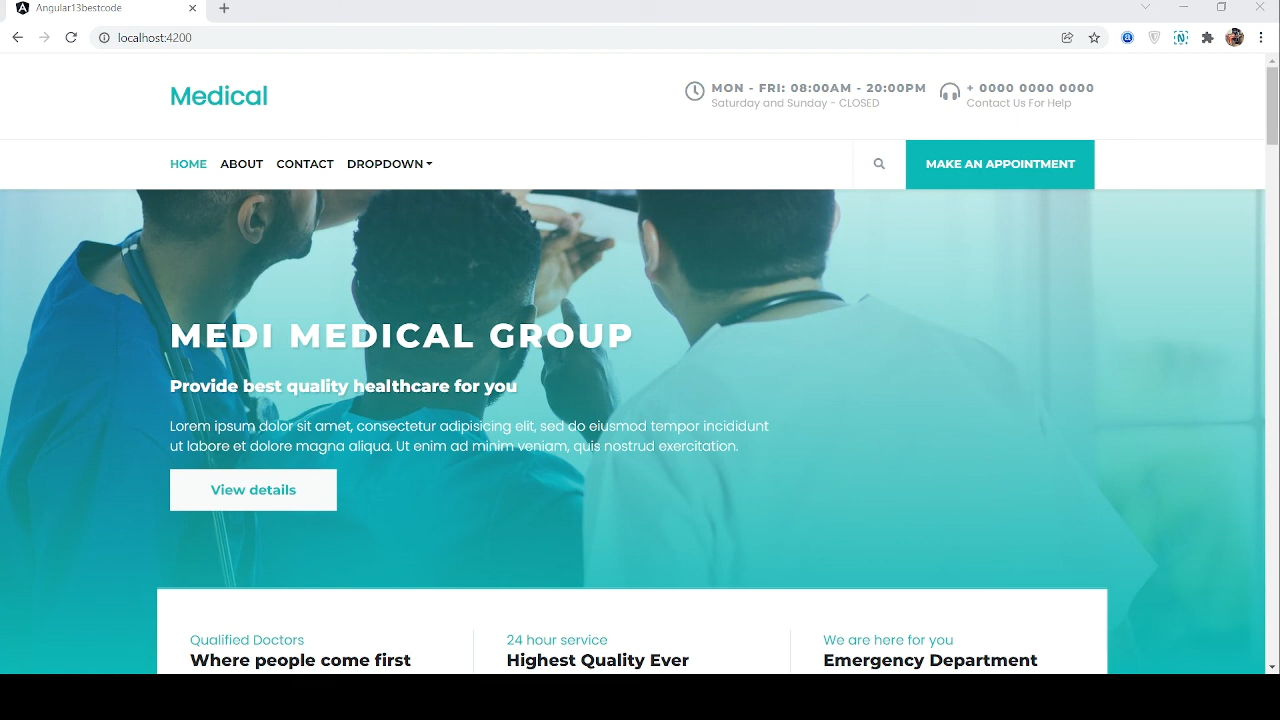 Angular13bestcode
localhost:4200
Medical
MON - FRI: 08:00AM - 20:00PM
Saturday and Sunday - CLOSED
+ 0000 0000 0000
Contact Us For Help
HOME ABOUT CONTACT DROPDOWN
MAKE AN APPOINTMENT
MEDI MEDICAL GROUP
Provide best quality healthcare for you
Lorem ipsum dolor sit amet, consectetur adipisicing elit, sed do eiusmod tempor incididunt
ut labore et dolore magna aliqua. Ut enim ad minim veniam, quis nostrud exercitation.
View details
Qualified Doctors
Where people come first
24 hour service
Highest Quality Ever
We are here for you
Emergency Department